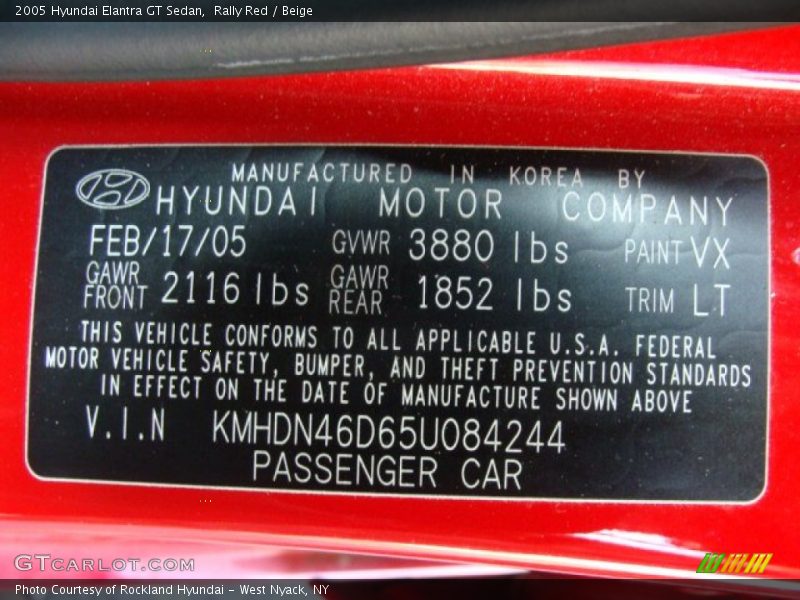 2005 Hyundai Elantra GT Sedan, Rally Red / Beige
MANUFACTURED IN KOREA BY
HYUNDAI MOTOR COMPANY
FEB/17/05 GVWR 3880 lbs PAINT VX
GAWR FRONT 2116 lbs GAWR REAR 1852 lbs TRIM LT
THIS VEHICLE CONFORMS TO ALL APPLICABLE U.S.A. FEDERAL
MOTOR VEHICLE SAFETY, BUMPER, AND THEFT PREVENTION STANDARDS
IN EFFECT ON THE DATE OF MANUFACTURE SHOWN ABOVE
V.I.N KMHDN46D65U084244
PASSENGER CAR
GTCARLOT.COM
Photo Courtesy of Rockland Hyundai - West Nyack, NY